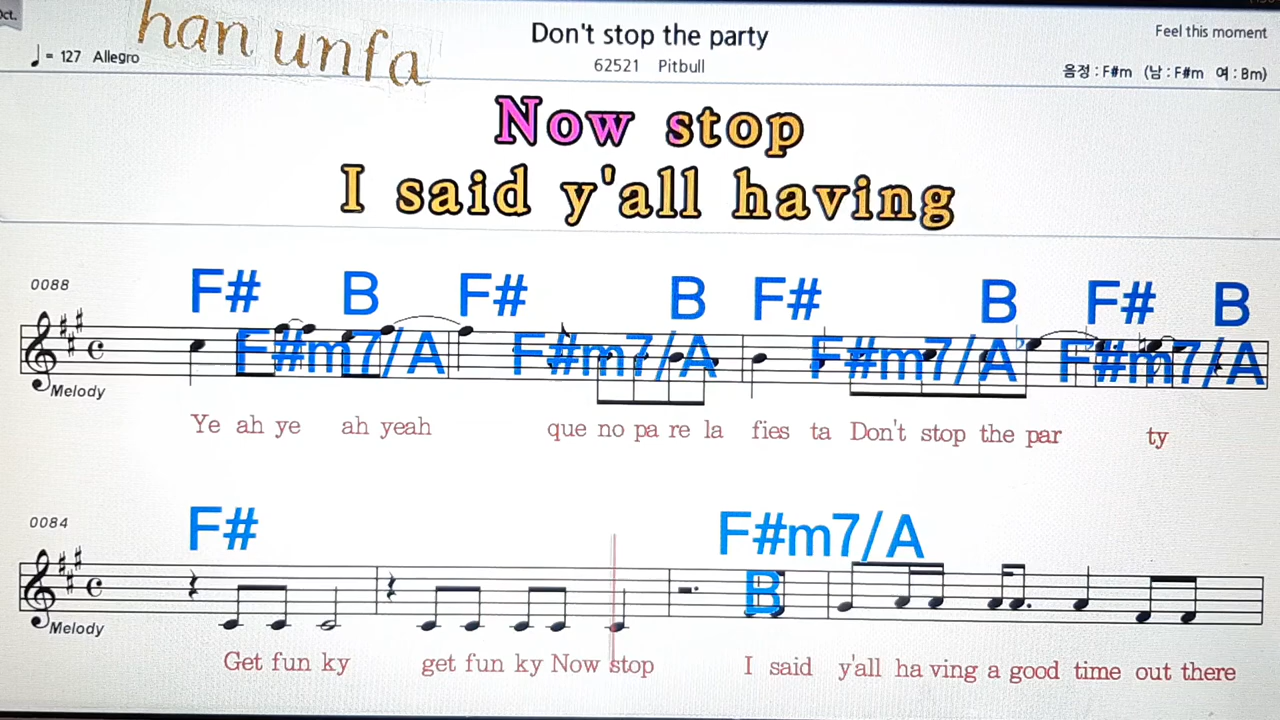 Oct.
han unfa
Don't stop the party
Feel this moment
♩ = 127 Allegro
62521 Pitbull
음정 : F#m (남 : F#m 여 : Bm)
Now stop
I said y'all having
0088
F# B F# B F# B F# B
F#m7/A F#m7/A F#m7/A F#m7/A
Melody
Ye ah ye ah yeah que no pa re la fies ta Don't stop the par ty
0084
F# F#m7/A
B
Melody
Get fun ky get fun ky Now stop I said y'all ha ving a good time out there